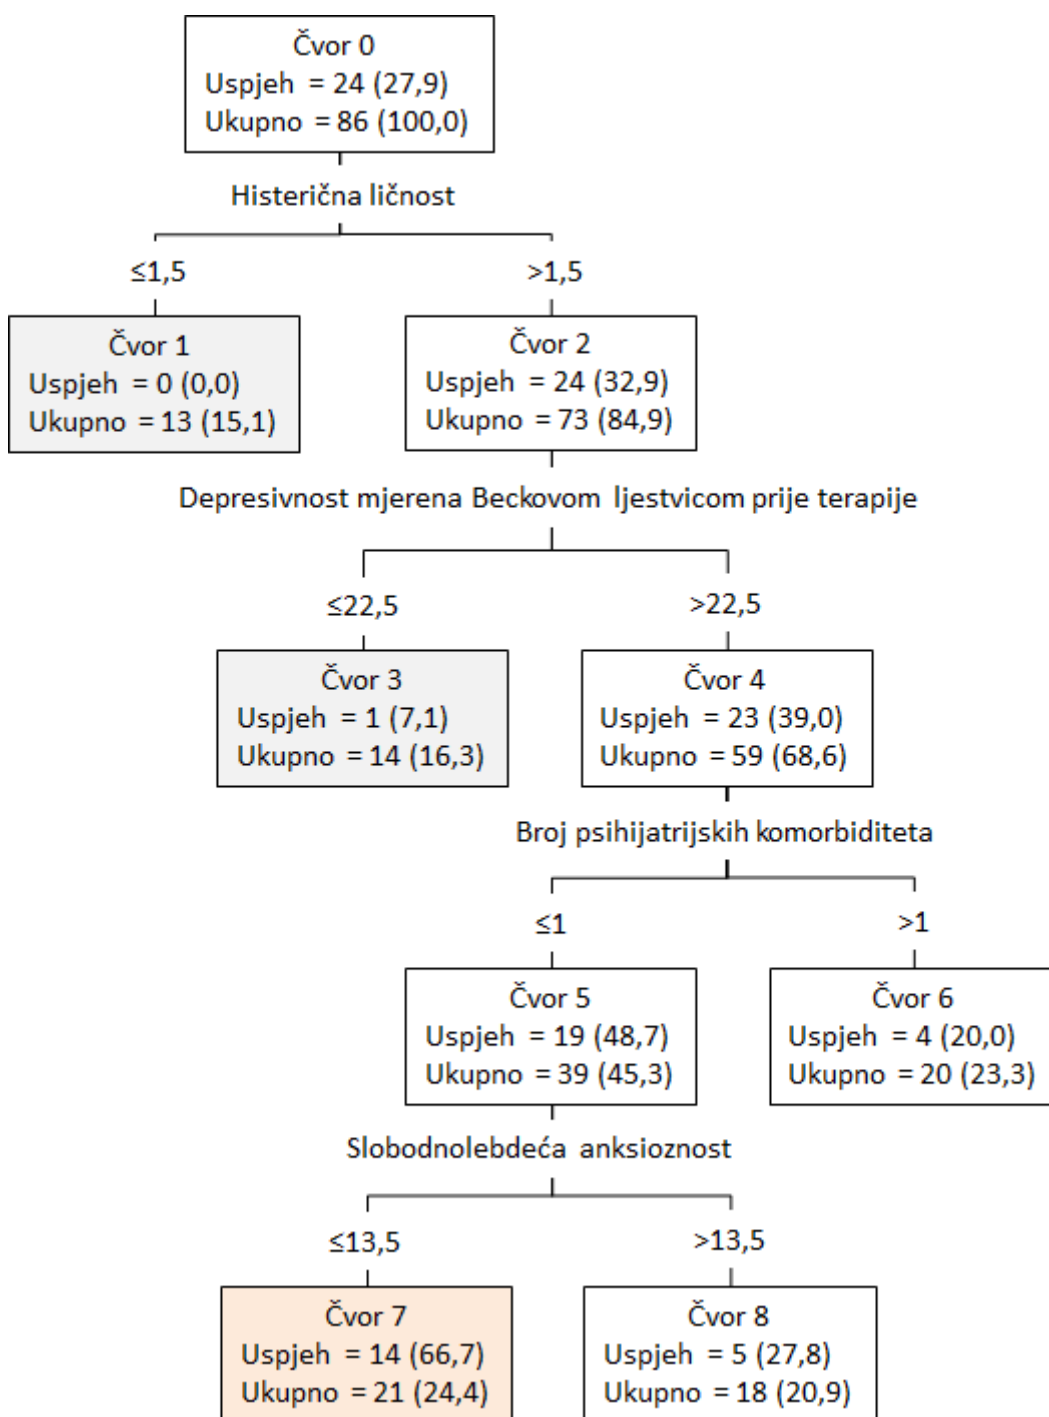 Čvor 0
Uspjeh = 24 (27,9)
Ukupno = 86 (100,0)
Histerična ličnost
≤1,5
>1,5
Čvor 1
Uspjeh = 0 (0,0)
Ukupno = 13 (15,1)
Čvor 2
Uspjeh = 24 (32,9)
Ukupno = 73 (84,9)
Depresivnost mjerena Beckovom ljestvicom prije terapije
≤22,5
>22,5
Čvor 3
Uspjeh = 1 (7,1)
Ukupno = 14 (16,3)
Čvor 4
Uspjeh = 23 (39,0)
Ukupno = 59 (68,6)
Broj psihijatrijskih komorbiditeta
≤1
>1
Čvor 5
Uspjeh = 19 (48,7)
Ukupno = 39 (45,3)
Čvor 6
Uspjeh = 4 (20,0)
Ukupno = 20 (23,3)
Slobodnolebdeća anksioznost
≤13,5
>13,5
Čvor 7
Uspjeh = 14 (66,7)
Ukupno = 21 (24,4)
Čvor 8
Uspjeh = 5 (27,8)
Ukupno = 18 (20,9)